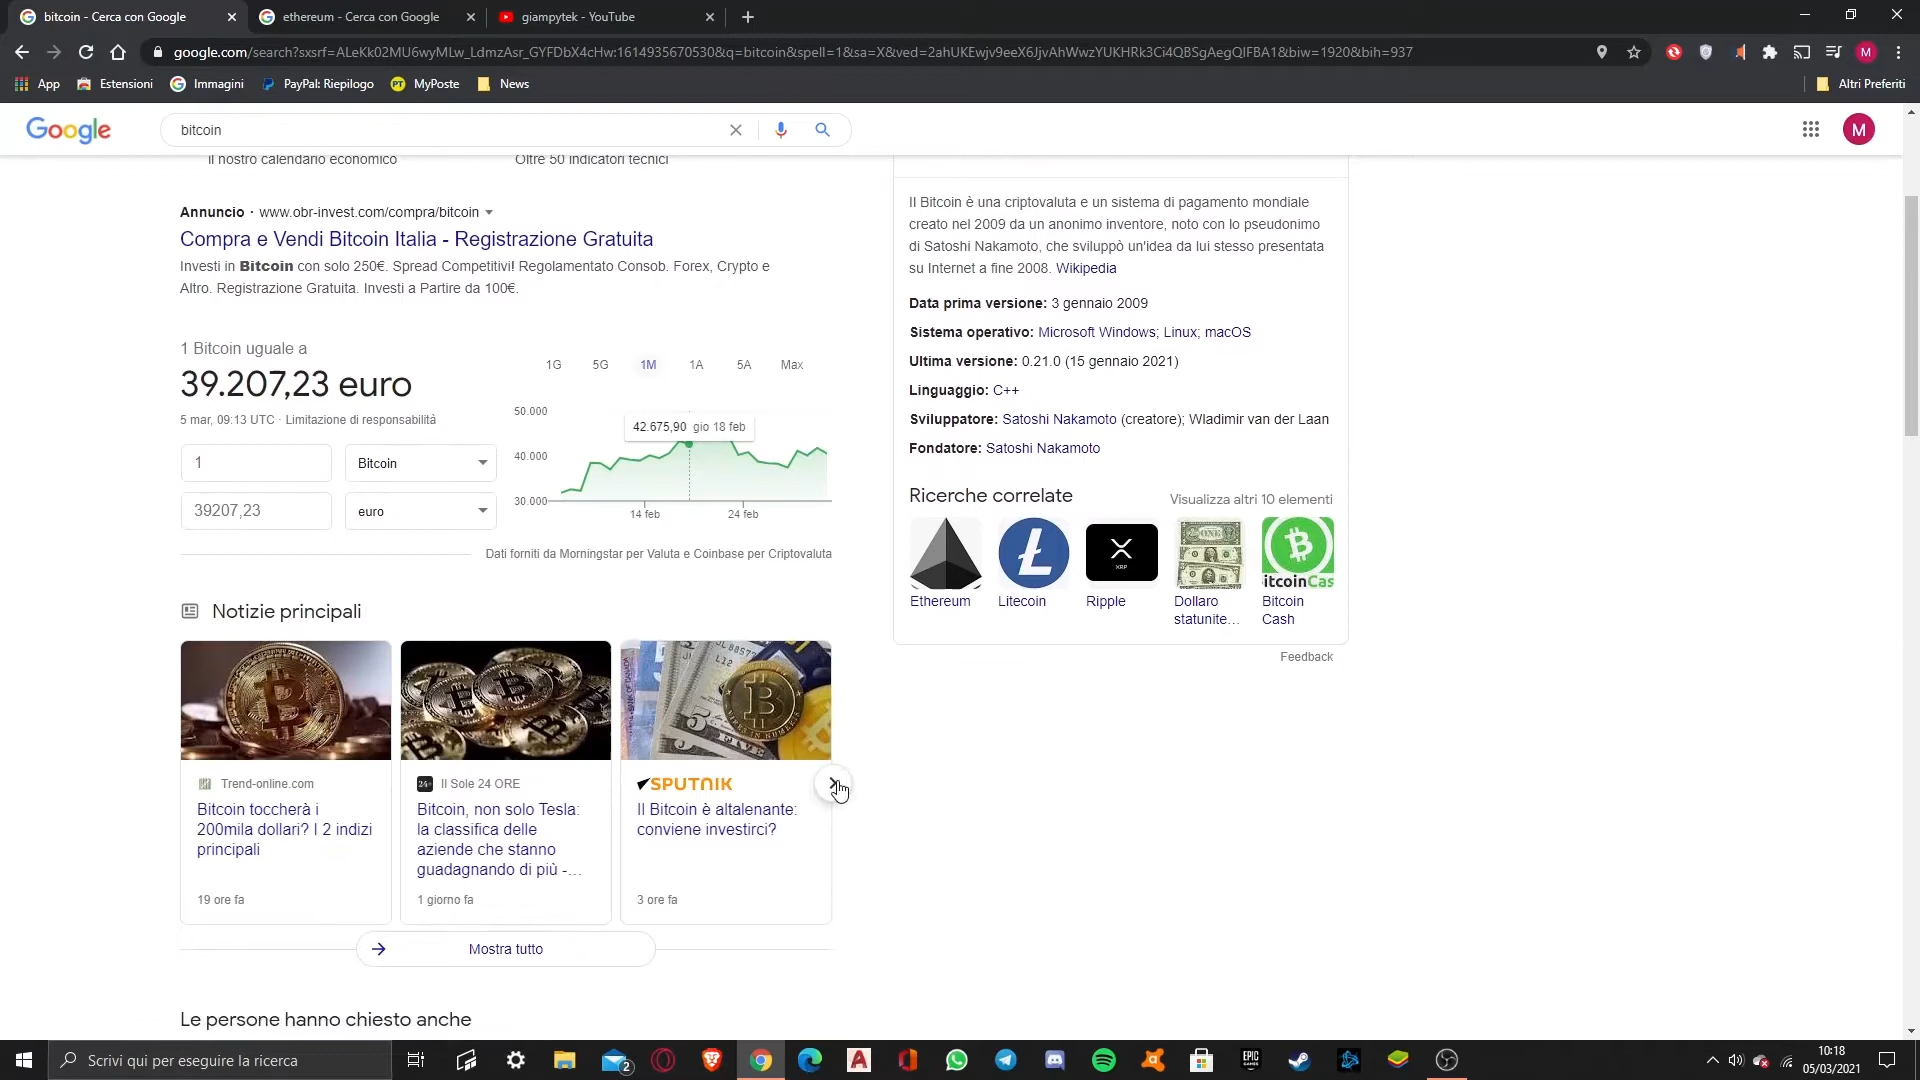 bitcoin - Cerca con Google
ethereum - Cerca con Google
giampytek - YouTube
google.com/search?sxsrf=ALeKk02MU6wyMLw_LdmzAsr_GYFDbX4cHw:1614935670530&q=bitcoin&spell=1&sa=X&ved=2ahUKEwjv9eeX6JjvAhWwzYUKHRk3Ci4QBSgAegQIFBA1&biw=1920&bih=937
App
Estensioni
Immagini
PayPal: Riepilogo
MyPoste
News
Altri Preferiti
Google
bitcoin
M
Il nostro calendario economico
Oltre 50 indicatori tecnici
Annuncio · www.obr-invest.com/compra/bitcoin
Compra e Vendi Bitcoin Italia - Registrazione Gratuita
Investi in Bitcoin con solo 250€. Spread Competitivi! Regolamentato Consob. Forex, Crypto e
Altro. Registrazione Gratuita. Investi a Partire da 100€.
1 Bitcoin uguale a
39.207,23 euro
5 mar, 09:13 UTC · Limitazione di responsabilità
1
Bitcoin
39207,23
euro
1G 5G 1M 1A 5A Max
50.000
42.675,90 gio 18 feb
40.000
30.000
14 feb
24 feb
Dati forniti da Morningstar per Valuta e Coinbase per Criptovaluta
Notizie principali
Trend-online.com
Bitcoin toccherà i
200mila dollari? I 2 indizi
principali
19 ore fa
24+ Il Sole 24 ORE
Bitcoin, non solo Tesla:
la classifica delle
aziende che stanno
guadagnando di più -...
1 giorno fa
SPUTNIK
Il Bitcoin è altalenante:
conviene investirci?
3 ore fa
Mostra tutto
Le persone hanno chiesto anche
Il Bitcoin è una criptovaluta e un sistema di pagamento mondiale
creato nel 2009 da un anonimo inventore, noto con lo pseudonimo
di Satoshi Nakamoto, che sviluppò un'idea da lui stesso presentata
su Internet a fine 2008. Wikipedia
Data prima versione: 3 gennaio 2009
Sistema operativo: Microsoft Windows; Linux; macOS
Ultima versione: 0.21.0 (15 gennaio 2021)
Linguaggio: C++
Sviluppatore: Satoshi Nakamoto (creatore); Wladimir van der Laan
Fondatore: Satoshi Nakamoto
Ricerche correlate
Visualizza altri 10 elementi
XRP
itcoinCas
Ethereum
Litecoin
Ripple
Dollaro
statunite...
Bitcoin
Cash
Feedback
Scrivi qui per eseguire la ricerca
2
EPIC
GAMES
10:18
05/03/2021